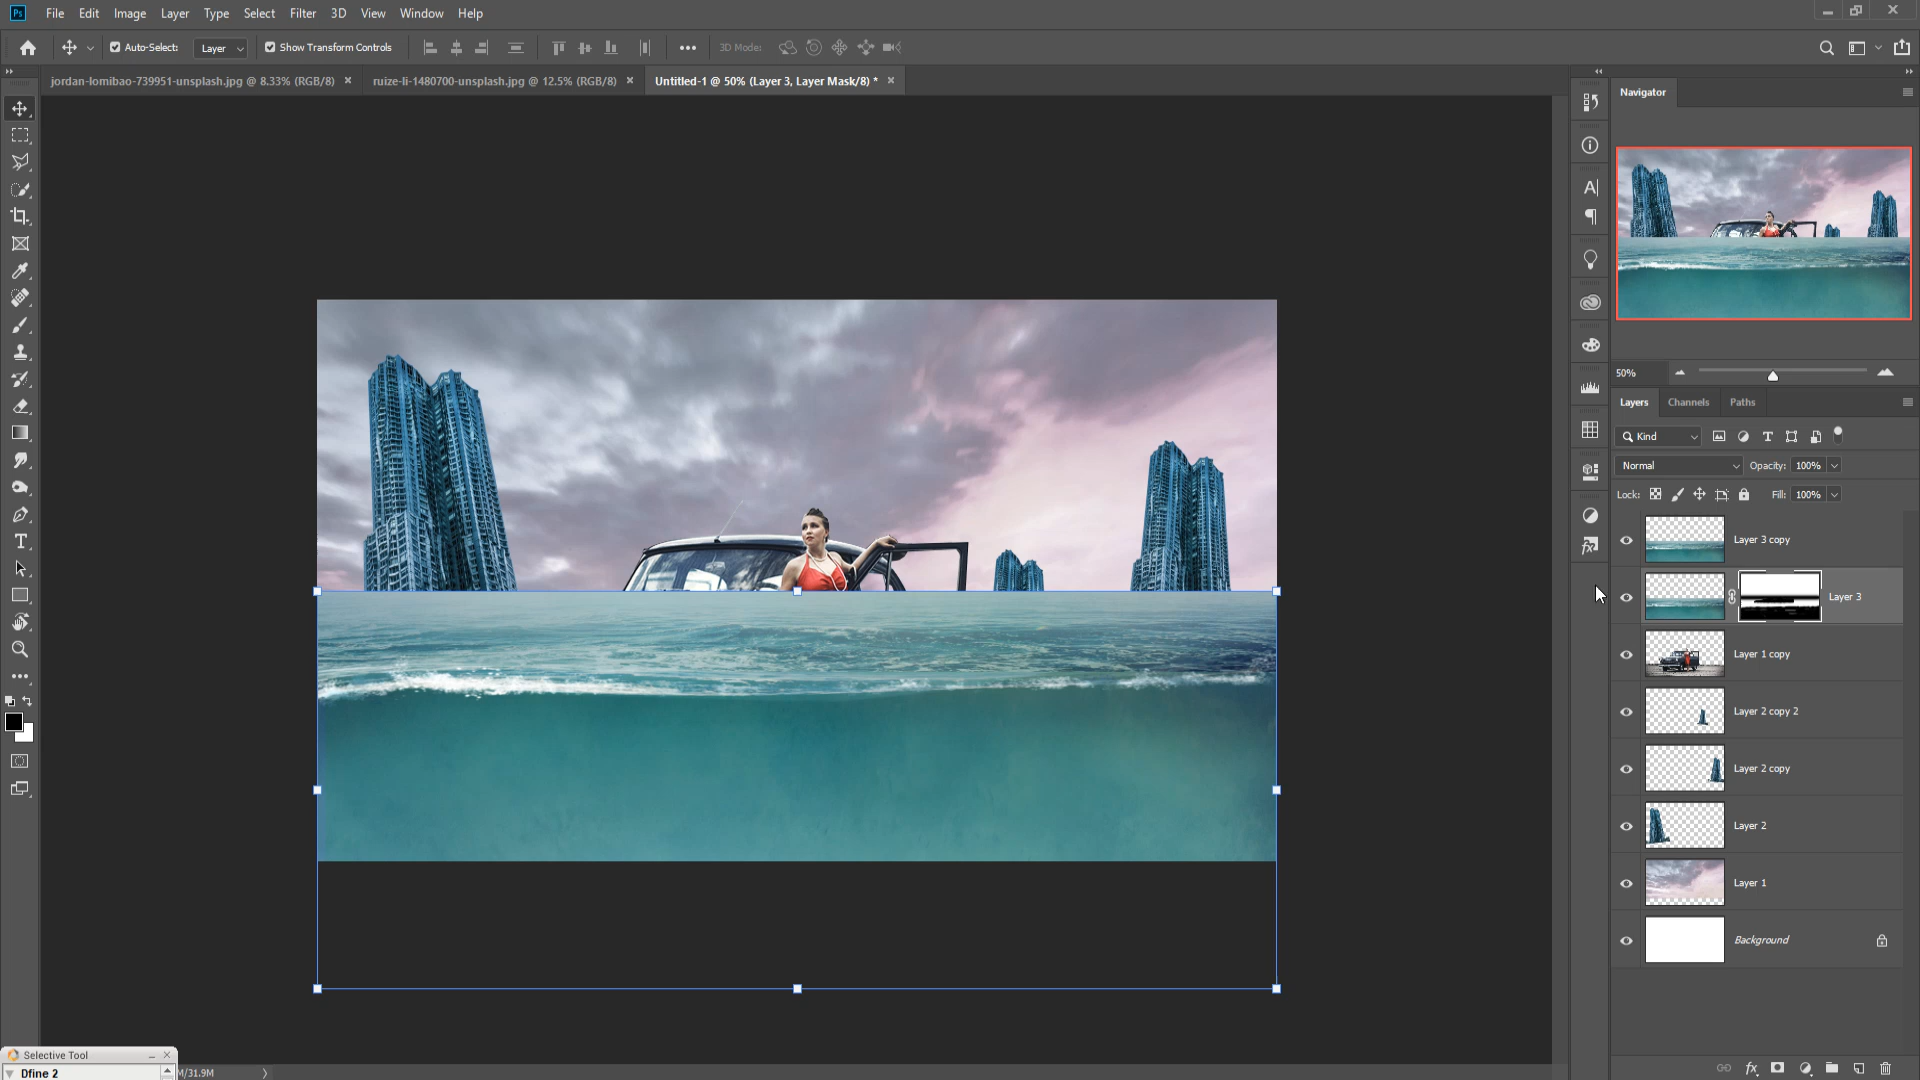 Ps File Edit Image Layer Type Select Filter 3D View Window Help
Auto-Select: Layer Show Transform Controls 3D Mode:
jordan-lomibao-739951-unsplash.jpg @ 8.33% (RGB/8) × ruize-li-1480700-unsplash.jpg @ 12.5% (RGB/8) × Untitled-1 @ 50% (Layer 3, Layer Mask/8) * ×
Navigator
50%
Layers Channels Paths
Kind
Normal Opacity: 100%
Lock: Fill: 100%
Layer 3 copy
Layer 3
Layer 1 copy
Layer 2 copy 2
Layer 2 copy
Layer 2
Layer 1
Background
Selective Tool
Dfine 2
M/31.9M